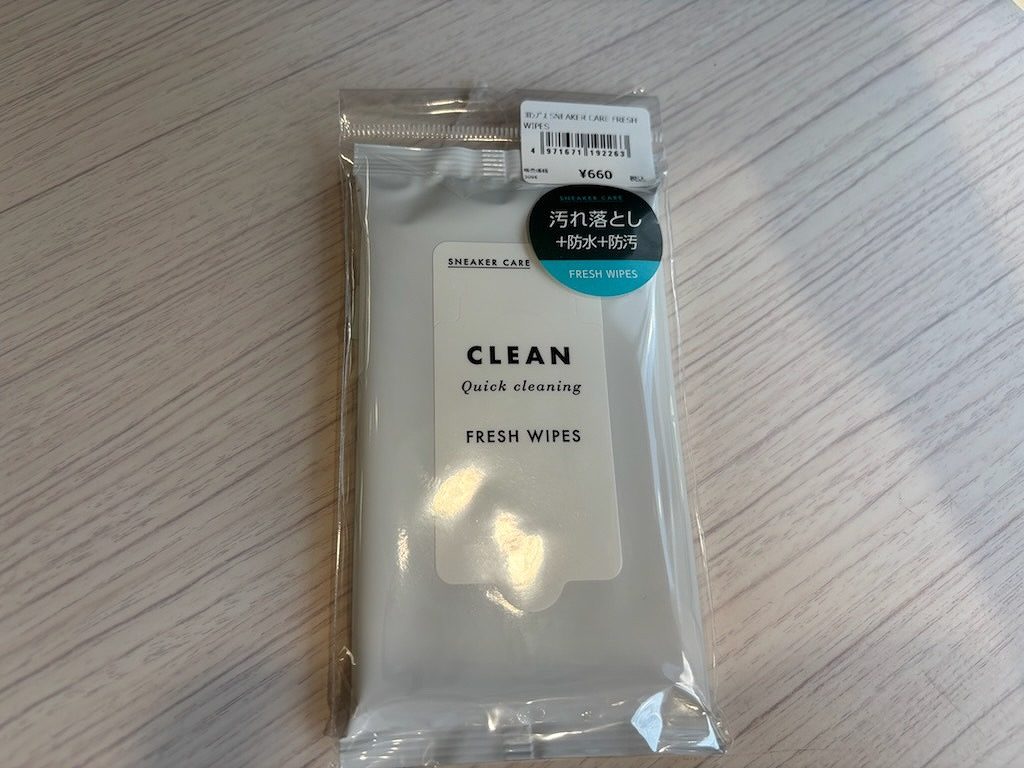 SNEAKER CARE FRESH
WIPES
4 971671 192263
¥660
SNEAKER CARE
汚れ落とし
+防水+防汚
FRESH WIPES
SNEAKER CARE
CLEAN
Quick cleaning
FRESH WIPES